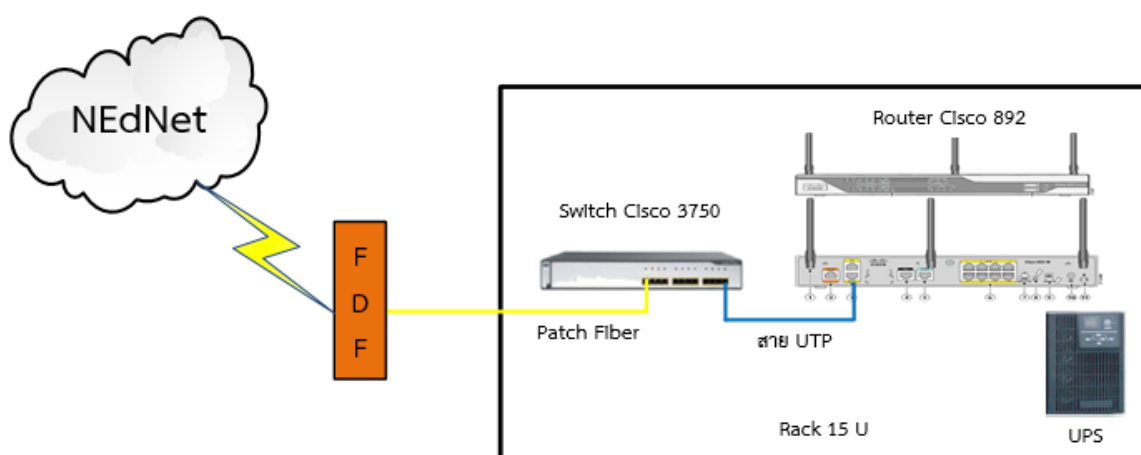 NEdNet
Router Cisco 892
Switch Cisco 3750
F
D
F
Patch Fiber
สาย UTP
Rack 15 U
UPS